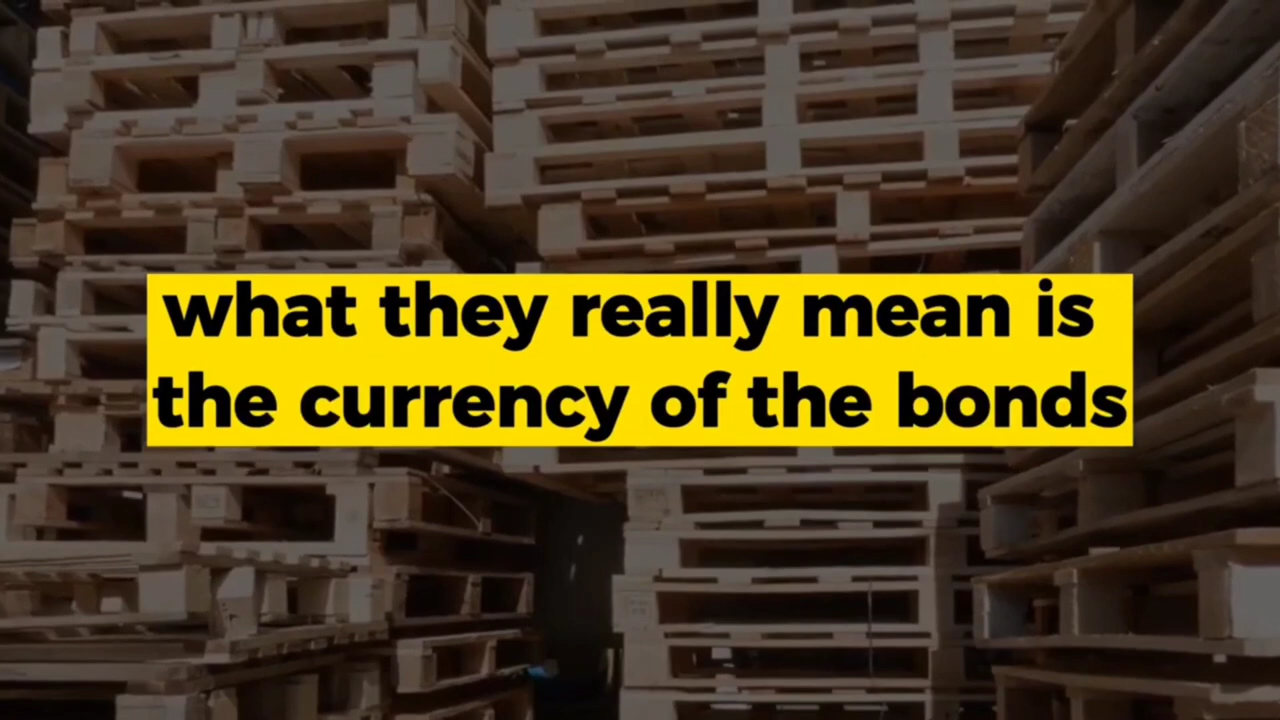 what they really mean is
the currency of the bonds